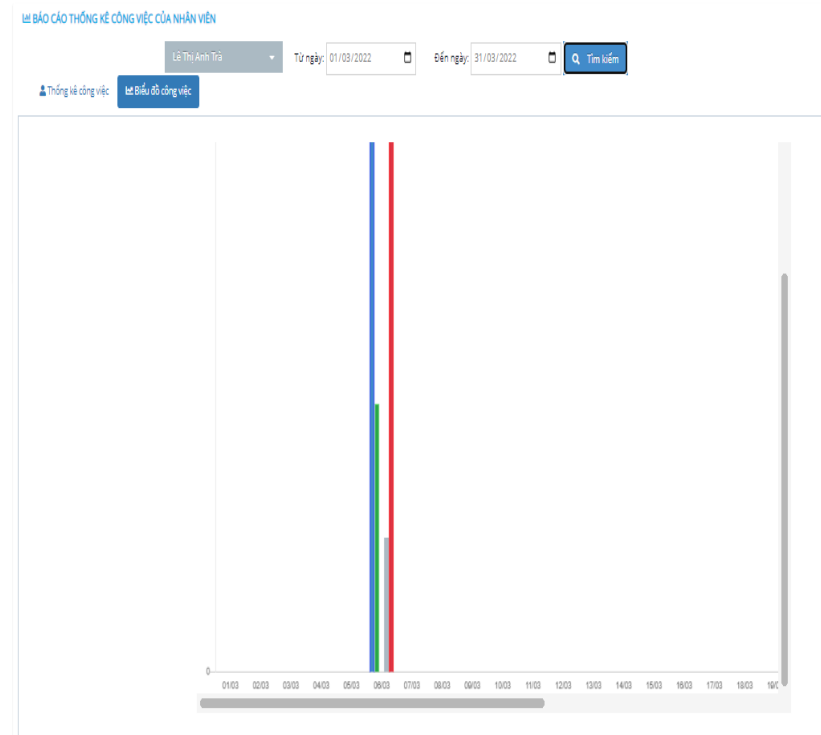 BÁO CÁO THỐNG KÊ CÔNG VIỆC CỦA NHÂN VIÊN
Lê Thị Anh Trà Từ ngày: 01/03/2022 Đến ngày: 31/03/2022 Tìm kiếm
Thống kê công việc Biểu đồ công việc
0
01/03 02/03 03/03 04/03 05/03 06/03 07/03 08/03 09/03 10/03 11/03 12/03 13/03 14/03 15/03 16/03 17/03 18/03